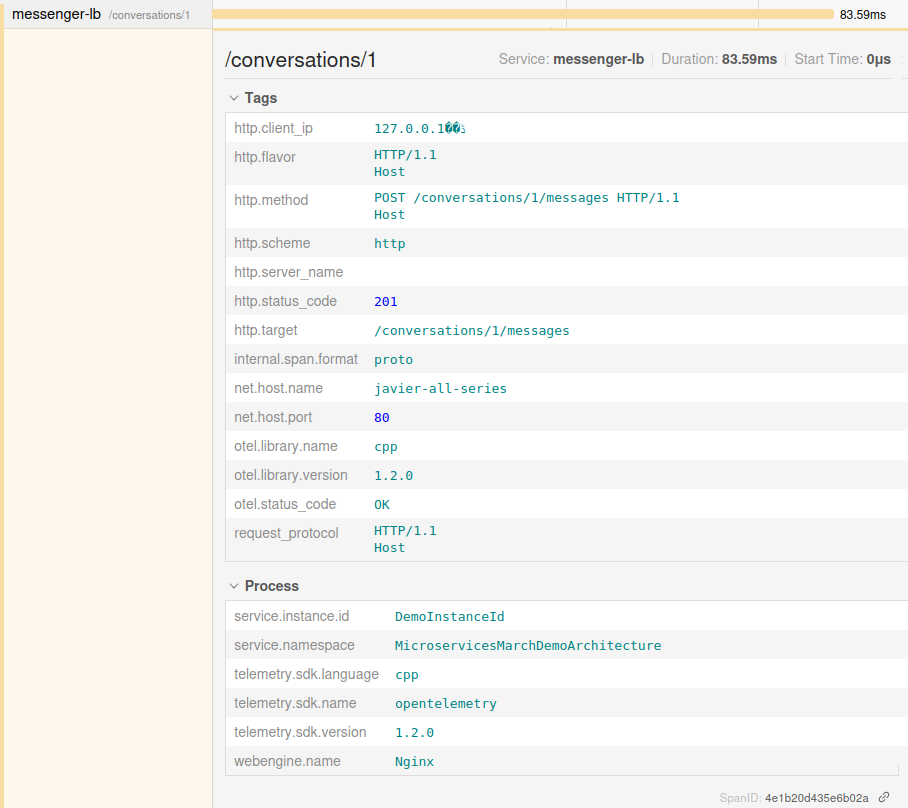 messenger-lb /conversations/1
83.59ms
/conversations/1
Service: messenger-lb Duration: 83.59ms Start Time: 0μs
Tags
http.client_ip 127.0.0.1
http.flavor HTTP/1.1
Host
http.method POST /conversations/1/messages HTTP/1.1
Host
http.scheme http
http.server_name
http.status_code 201
http.target /conversations/1/messages
internal.span.format proto
net.host.name javier-all-series
net.host.port 80
otel.library.name cpp
otel.library.version 1.2.0
otel.status_code OK
request_protocol HTTP/1.1
Host
Process
service.instance.id DemoInstanceId
service.namespace MicroservicesMarchDemoArchitecture
telemetry.sdk.language cpp
telemetry.sdk.name opentelemetry
telemetry.sdk.version 1.2.0
webengine.name Nginx
SpanID: 4e1b20d435e6b02a